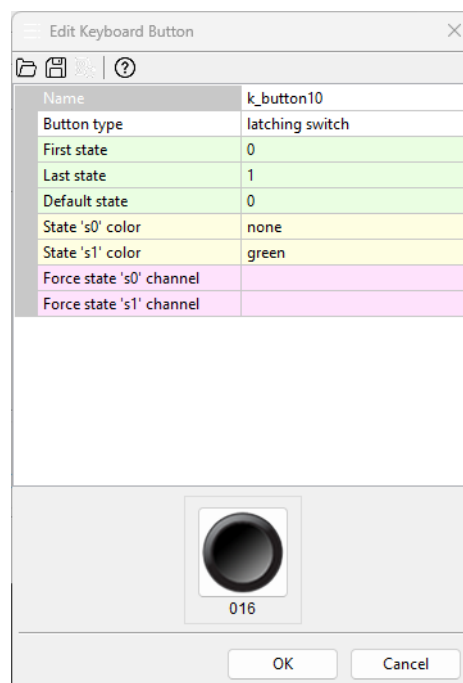 Edit Keyboard Button
Name k_button10
Button type latching switch
First state 0
Last state 1
Default state 0
State 's0' color none
State 's1' color green
Force state 's0' channel
Force state 's1' channel
016
OK Cancel